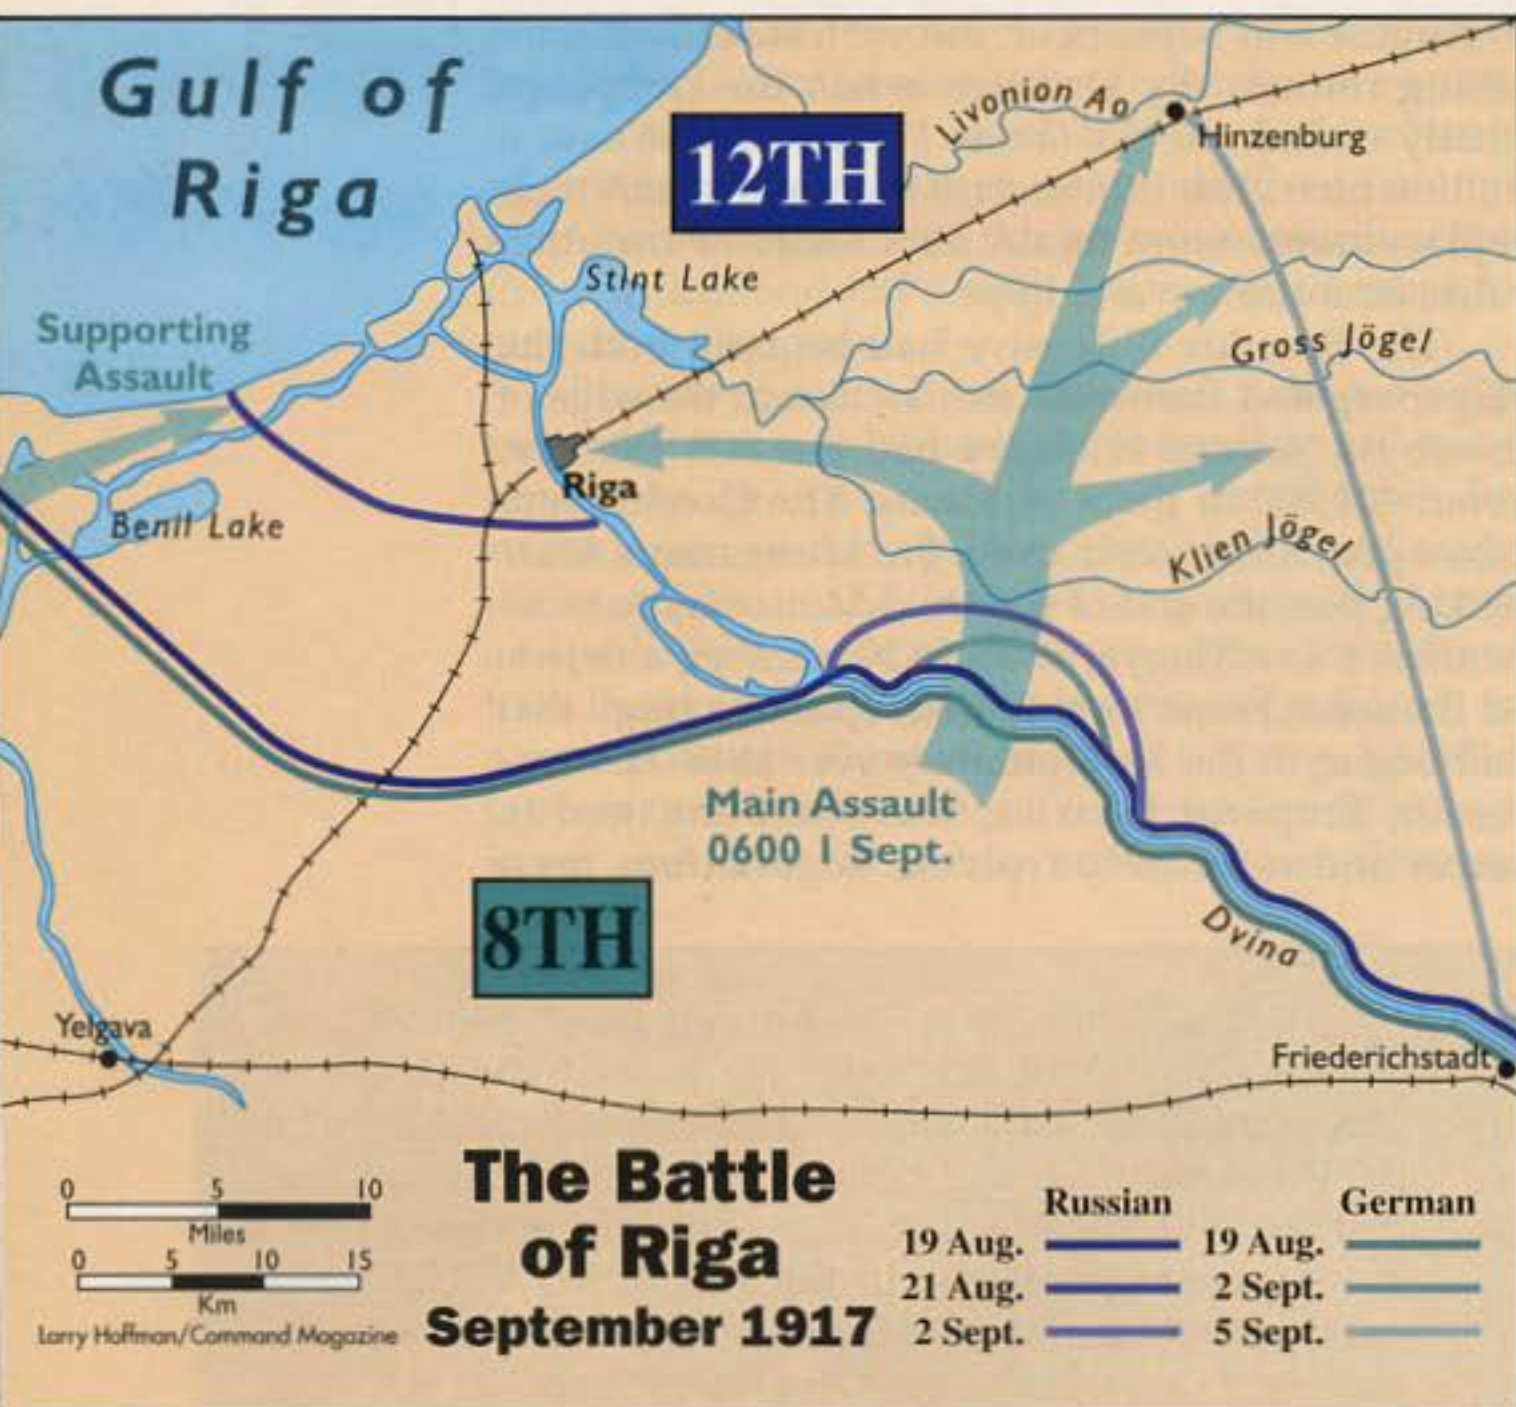 Gulf of
Riga
12TH
Livonion Ao
Hinzenburg
Stint Lake
Supporting
Assault
Gross Jögel
Riga
Benil Lake
Klien Jögel
Main Assault
0600 1 Sept.
8TH
Dvina
Yelgava
Friederichstadt
The Battle
of Riga
September 1917
0 5 10
Miles
0 5 10 15
Km
Larry Hoffman/Command Magazine
Russian German
19 Aug. 19 Aug.
21 Aug. 2 Sept.
2 Sept. 5 Sept.